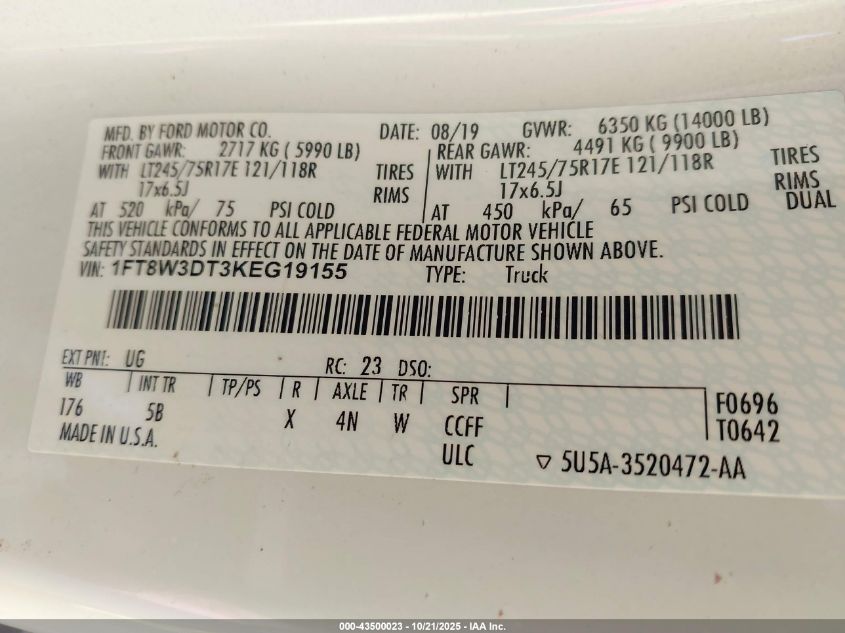 MFD. BY FORD MOTOR CO. DATE: 08/19 GVWR: 6350 KG (14000 LB)
FRONT GAWR: 2717 KG ( 5990 LB) REAR GAWR: 4491 KG ( 9900 LB)
WITH LT245/75R17E 121/118R TIRES WITH LT245/75R17E 121/118R TIRES
17x6.5J RIMS 17x6.5J RIMS
AT 520 kPa/ 75 PSI COLD AT 450 kPa/ 65 PSI COLD DUAL
THIS VEHICLE CONFORMS TO ALL APPLICABLE FEDERAL MOTOR VEHICLE
SAFETY STANDARDS IN EFFECT ON THE DATE OF MANUFACTURE SHOWN ABOVE.
VIN: 1FT8W3DT3KEG19155 TYPE: Truck
EXT PNT: UG RC: 23 DSO:
WB INT TR TP/PS R AXLE TR SPR
176 5B X 4N W CCFF
F0696
T0642
MADE IN U.S.A. ULC ▽ 5U5A-3520472-AA
000-43500023 - 10/21/2025 - IAA Inc.